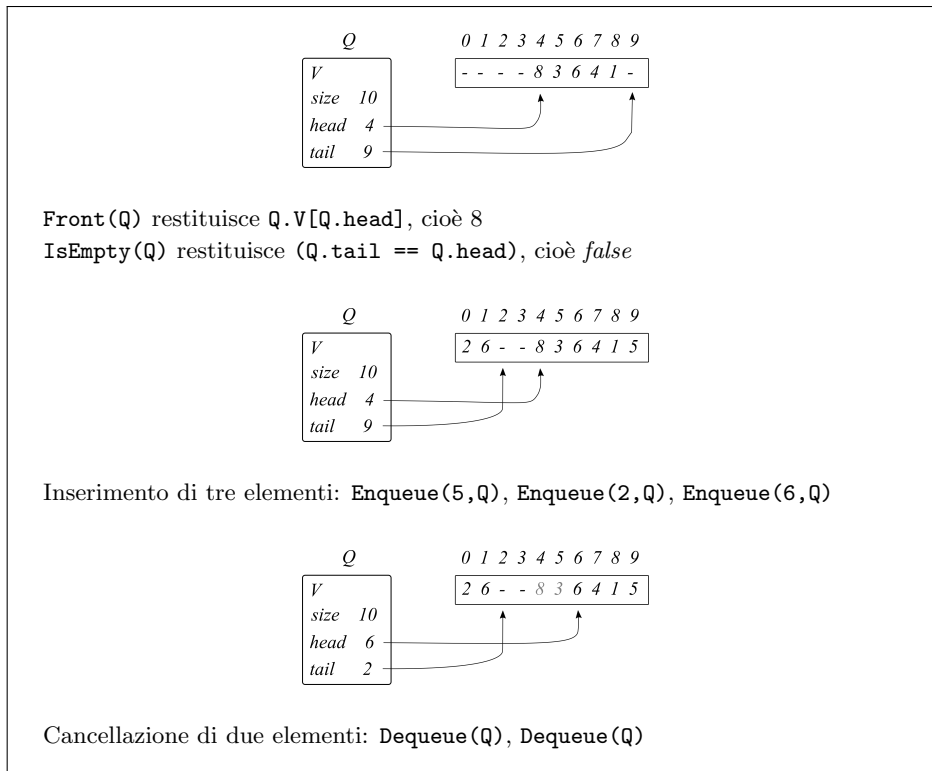 Q 0 1 2 3 4 5 6 7 8 9
V - - - - 8 3 6 4 1 -
size 10
head 4
tail 9
Front(Q) restituisce Q.V[Q.head], cioè 8
IsEmpty(Q) restituisce (Q.tail == Q.head), cioè false
Q 0 1 2 3 4 5 6 7 8 9
V 2 6 - - 8 3 6 4 1 5
size 10
head 4
tail 9
Inserimento di tre elementi: Enqueue(5,Q), Enqueue(2,Q), Enqueue(6,Q)
Q 0 1 2 3 4 5 6 7 8 9
V 2 6 - - 8 3 6 4 1 5
size 10
head 6
tail 2
Cancellazione di due elementi: Dequeue(Q), Dequeue(Q)